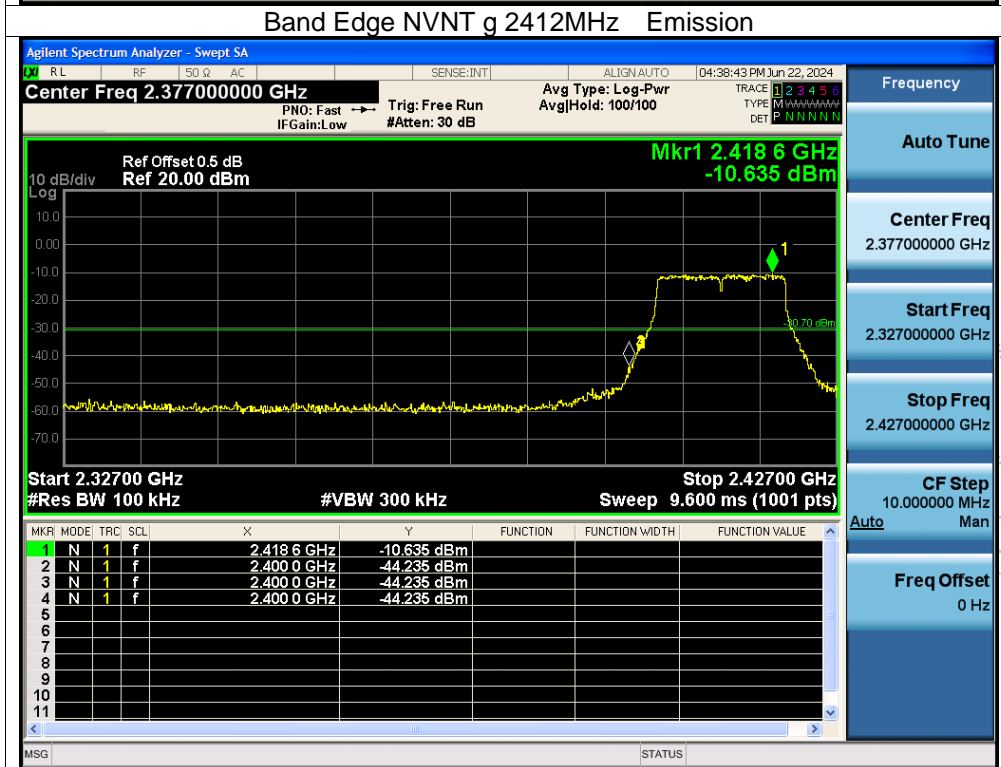 Band Edge NVNT g 2412MHz Emission
Agilent Spectrum Analyzer - Swept SA
LXI RL RF 50 Ω AC SENSE:INT ALIGN AUTO 04:38:43 PM Jun 22, 2024
Center Freq 2.377000000 GHz
PNO: Fast
IFGain:Low
Trig: Free Run
#Atten: 30 dB
Avg Type: Log-Pwr
Avg|Hold: 100/100
TRACE 1 2 3 4 5 6
TYPE M WWWWW
DET P N N N N N
Mkr1 2.418 6 GHz
-10.635 dBm
Ref Offset 0.5 dB
10 dB/div Ref 20.00 dBm
Log
10.0
0.00
-10.0
-20.0
-30.0
-40.0
-50.0
-60.0
-70.0
1
-30.70 dBm
Start 2.32700 GHz Stop 2.42700 GHz
#Res BW 100 kHz #VBW 300 kHz Sweep 9.600 ms (1001 pts)
MKR MODE TRC SCL X Y FUNCTION FUNCTION WIDTH FUNCTION VALUE
1 N 1 f 2.418 6 GHz -10.635 dBm
2 N 1 f 2.400 0 GHz -44.235 dBm
3 N 1 f 2.400 0 GHz -44.235 dBm
4 N 1 f 2.400 0 GHz -44.235 dBm
5
6
7
8
9
10
11
MSG STATUS
Frequency
Auto Tune
Center Freq
2.377000000 GHz
Start Freq
2.327000000 GHz
Stop Freq
2.427000000 GHz
CF Step
10.000000 MHz
Auto Man
Freq Offset
0 Hz